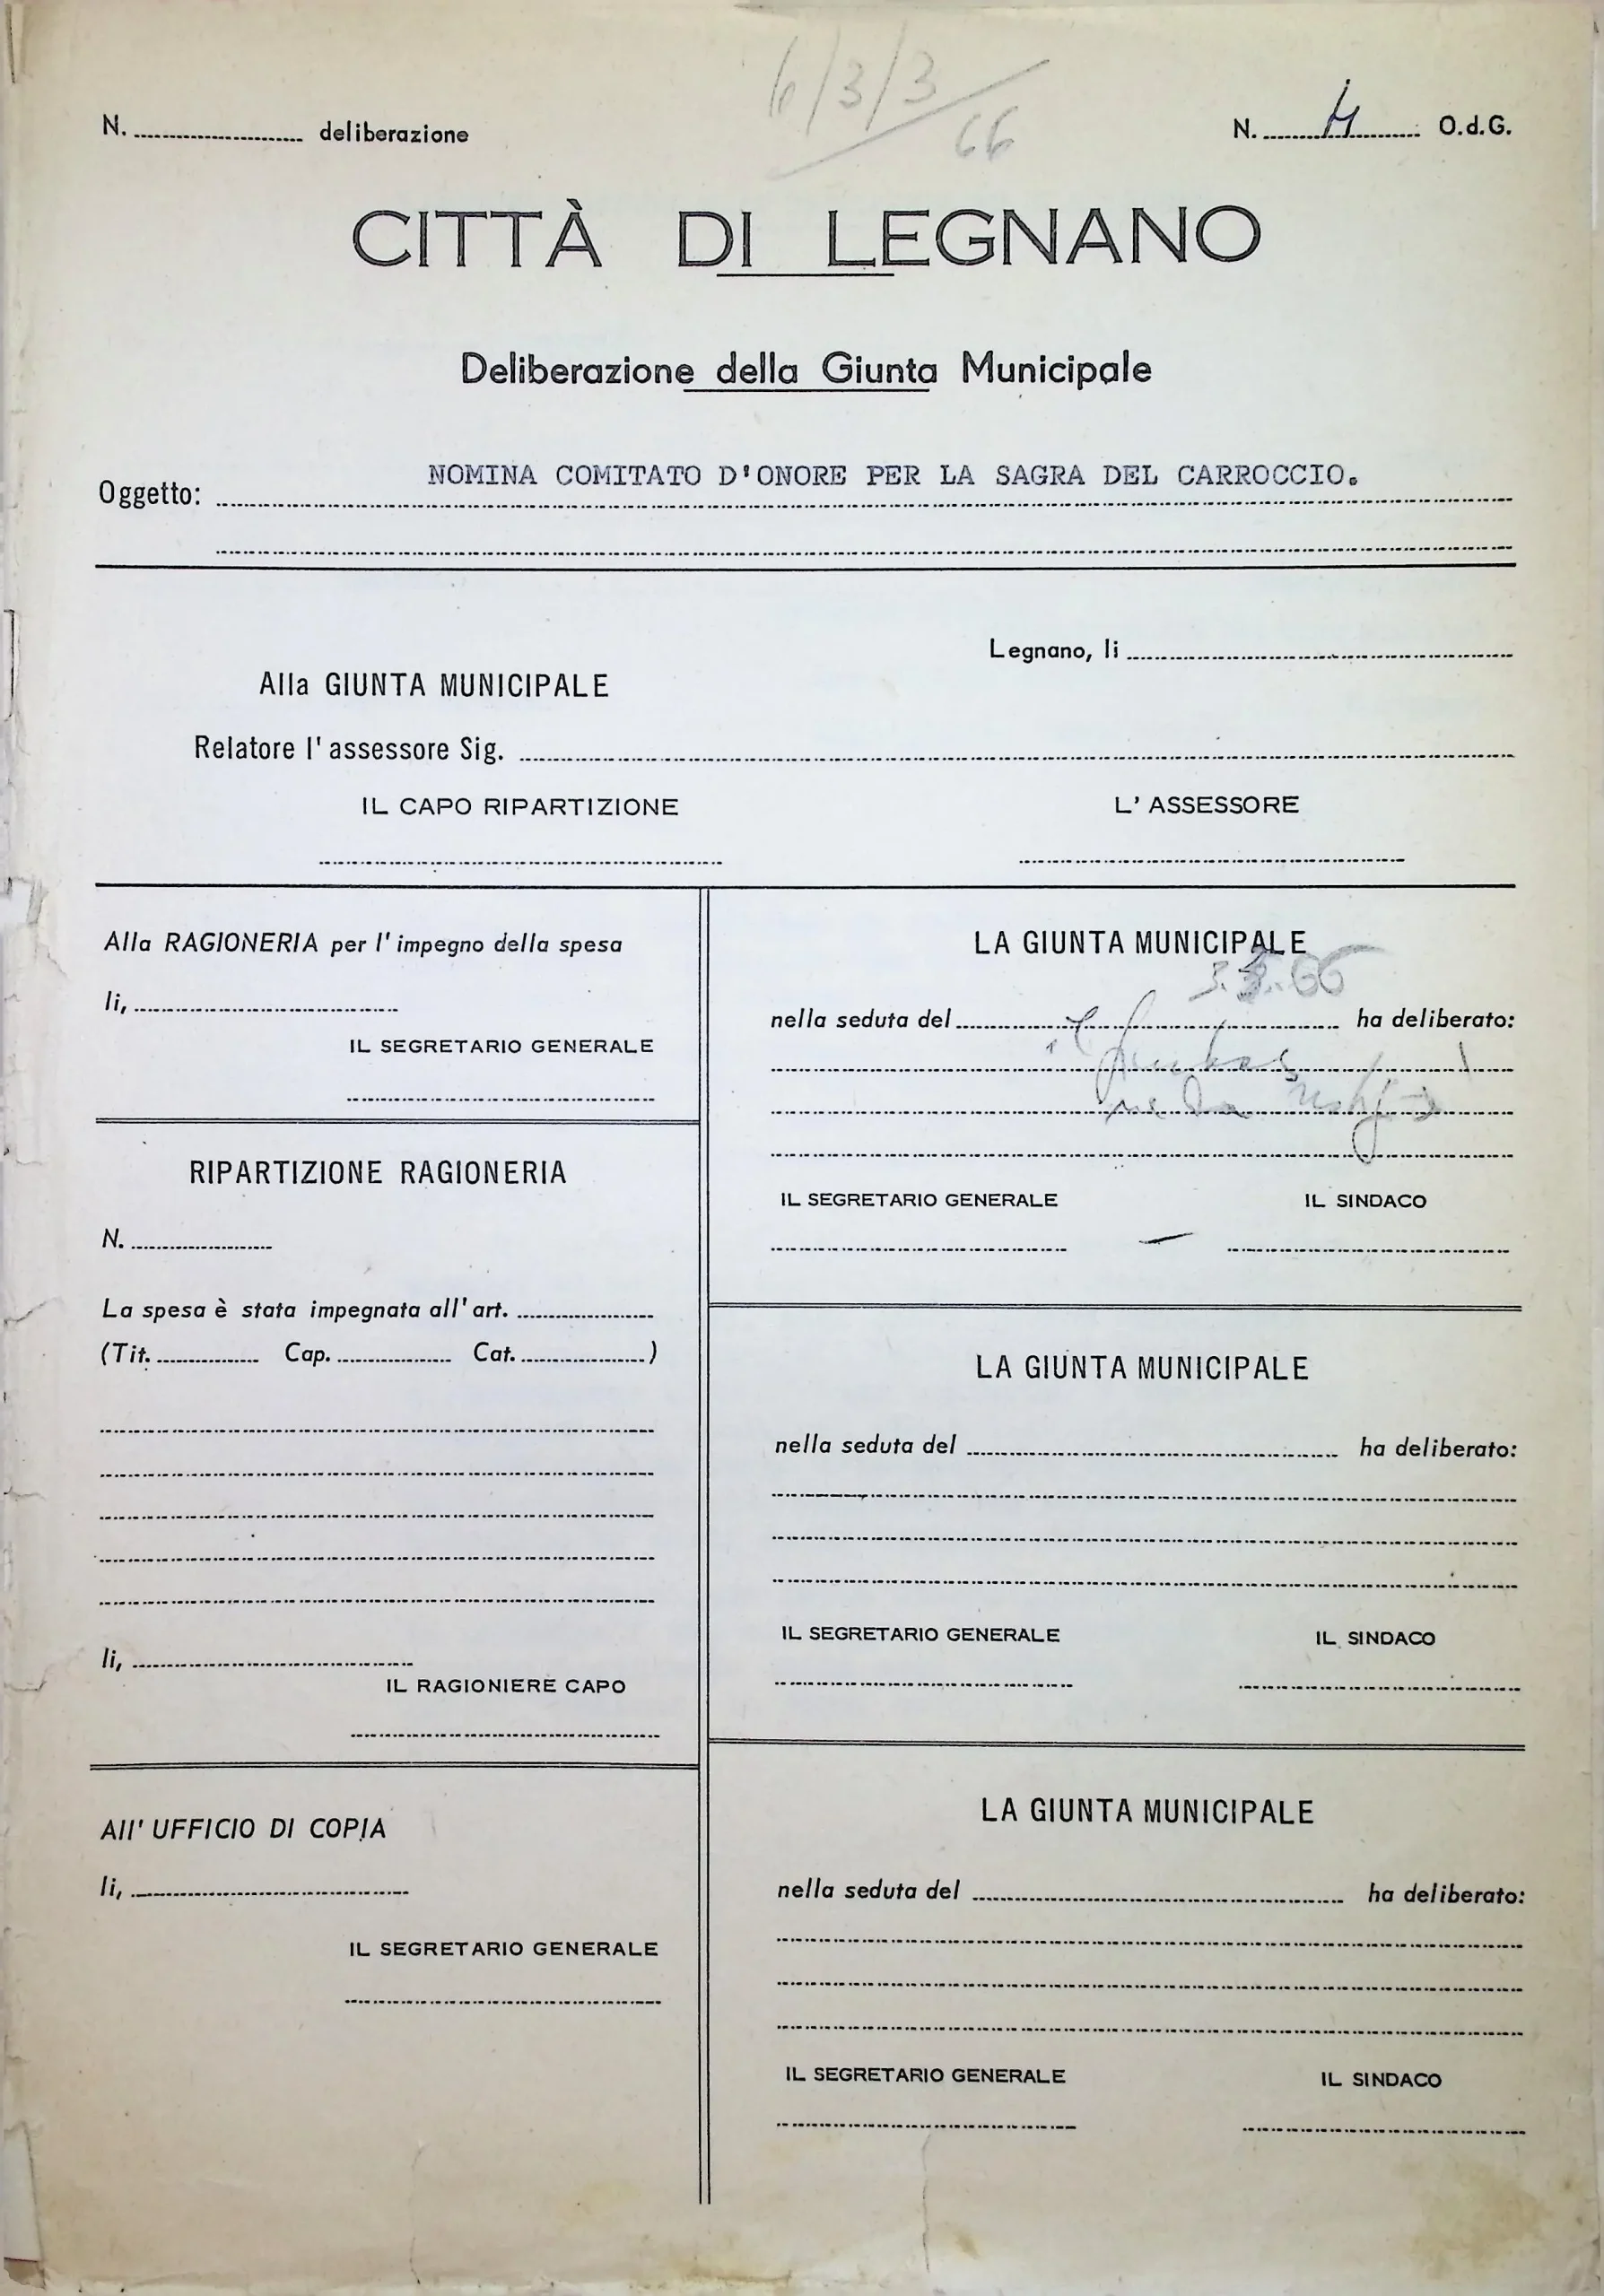 6/3/3
66
N. deliberazione
N. 4 O.d.G.
CITTÀ DI LEGNANO
Deliberazione della Giunta Municipale
Oggetto: NOMINA COMITATO D'ONORE PER LA SAGRA DEL CARROCCIO.
Legnano, li
Alla GIUNTA MUNICIPALE
Relatore l'assessore Sig.
IL CAPO RIPARTIZIONE
L'ASSESSORE
Alla RAGIONERIA per l'impegno della spesa
li,
IL SEGRETARIO GENERALE
RIPARTIZIONE RAGIONERIA
N.
La spesa è stata impegnata all'art.
(Tit. Cap. Cat. )
li,
IL RAGIONIERE CAPO
All'UFFICIO DI COPIA
li,
IL SEGRETARIO GENERALE
LA GIUNTA MUNICIPALE
nella seduta del ha deliberato:
IL SEGRETARIO GENERALE IL SINDACO
LA GIUNTA MUNICIPALE
nella seduta del ha deliberato:
IL SEGRETARIO GENERALE IL SINDACO
LA GIUNTA MUNICIPALE
nella seduta del ha deliberato:
IL SEGRETARIO GENERALE IL SINDACO